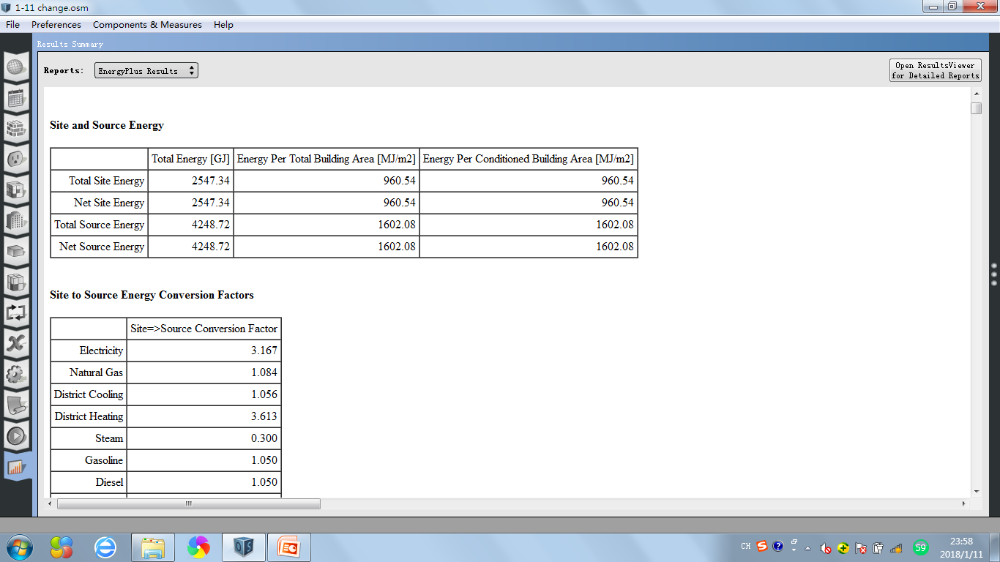 1-11 change.osm
File Preferences Components & Measures Help
Results Summary
Reports: EnergyPlus Results
Open ResultsViewer
for Detailed Reports
Site and Source Energy
Total Energy [GJ] Energy Per Total Building Area [MJ/m2] Energy Per Conditioned Building Area [MJ/m2]
Total Site Energy 2547.34 960.54 960.54
Net Site Energy 2547.34 960.54 960.54
Total Source Energy 4248.72 1602.08 1602.08
Net Source Energy 4248.72 1602.08 1602.08
Site to Source Energy Conversion Factors
Site=>Source Conversion Factor
Electricity 3.167
Natural Gas 1.084
District Cooling 1.056
District Heating 3.613
Steam 0.300
Gasoline 1.050
Diesel 1.050
CH 59 23:58
2018/1/11